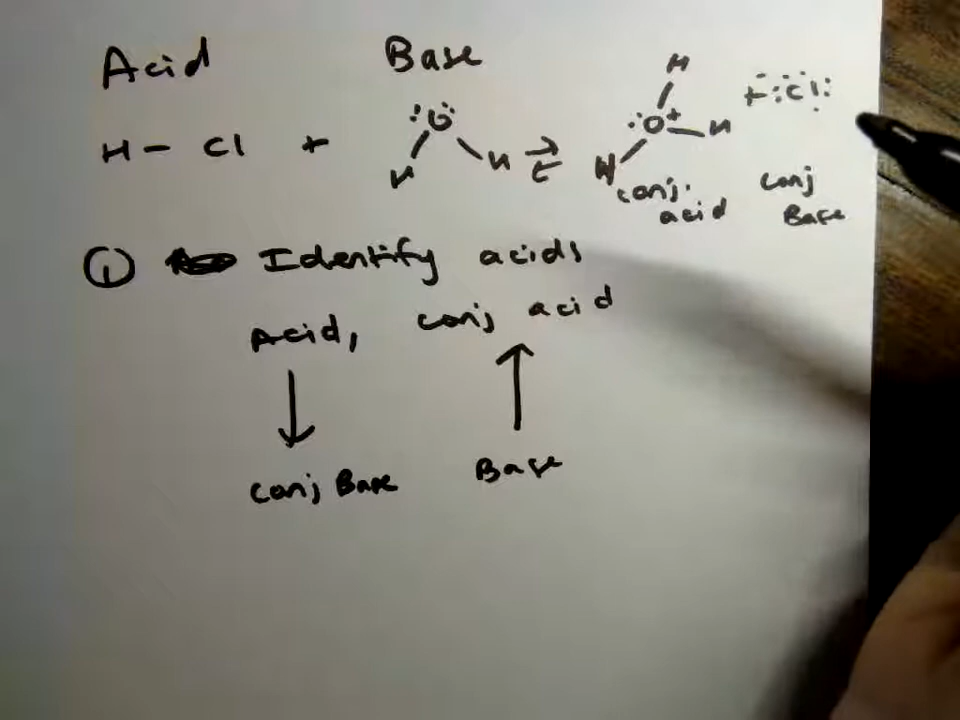 Acid Base
H - Cl + :Ö: H H ⇌ H :O+ - H H + :Cl: -
conj. acid conj Base
① Identify acids
Acid, conj acid
↓ ↑
conj Base Base